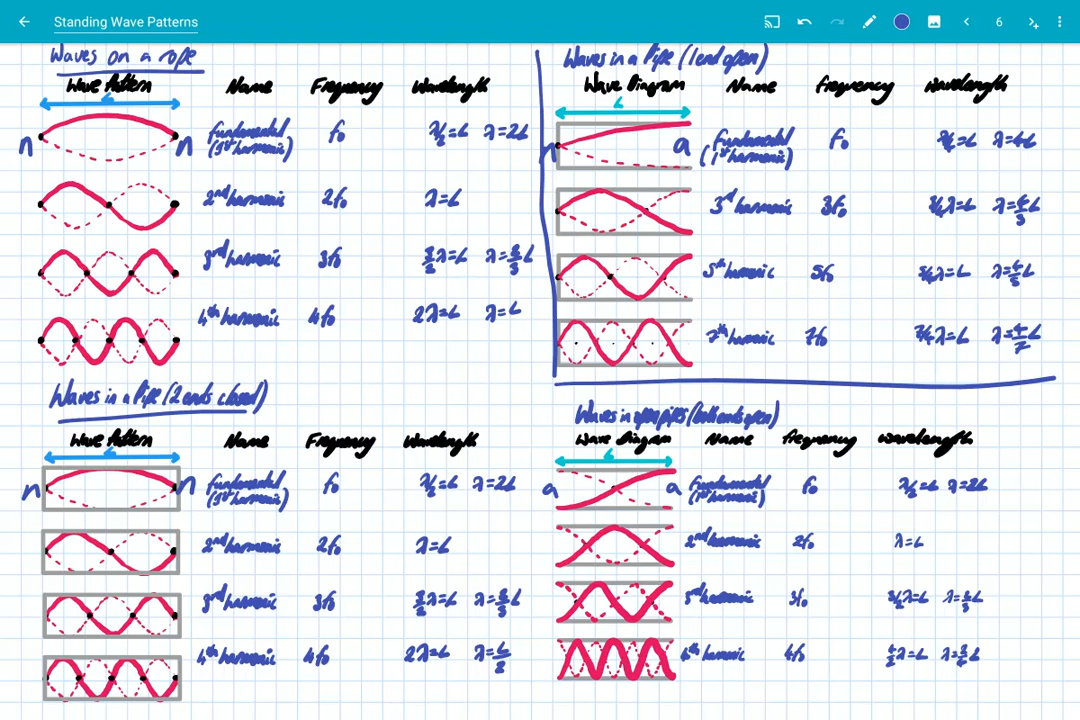 Standing Wave Patterns
6
Waves on a rope
Wave Pattern Name Frequency Wavelength
L
n n fundamental (1st harmonic) f₀ λ/2=L λ=2L
2nd harmonic 2f₀ λ=L
3rd harmonic 3f₀ 3/2λ=L λ=2/3L
4th harmonic 4f₀ 2λ=L λ=L
Waves in a Pipe (1 end open)
Wave Diagram Name frequency wavelength
L
n a fundamental (1st harmonic) f₀ λ/4=L λ=4L
3rd harmonic 3f₀ 3/4λ=L λ=4/3L
5th harmonic 5f₀ 5/4λ=L λ=4/5L
7th harmonic 7f₀ 7/4λ=L λ=4/7L
Waves in a Pipe (2 ends closed)
Wave Pattern Name Frequency Wavelength
L
n n fundamental (1st harmonic) f₀ λ/2=L λ=2L
2nd harmonic 2f₀ λ=L
3rd harmonic 3f₀ 3/2λ=L λ=2/3L
4th harmonic 4f₀ 2λ=L λ=L/2
Waves in open pipes (both ends open)
Wave Diagram Name frequency wavelength
L
a a fundamental (1st harmonic) f₀ λ/2=L λ=2L
2nd harmonic 2f₀ λ=L
3rd harmonic 3f₀ 3/2λ=L λ=2/3L
4th harmonic 4f₀ 4/2λ=L λ=2/4L